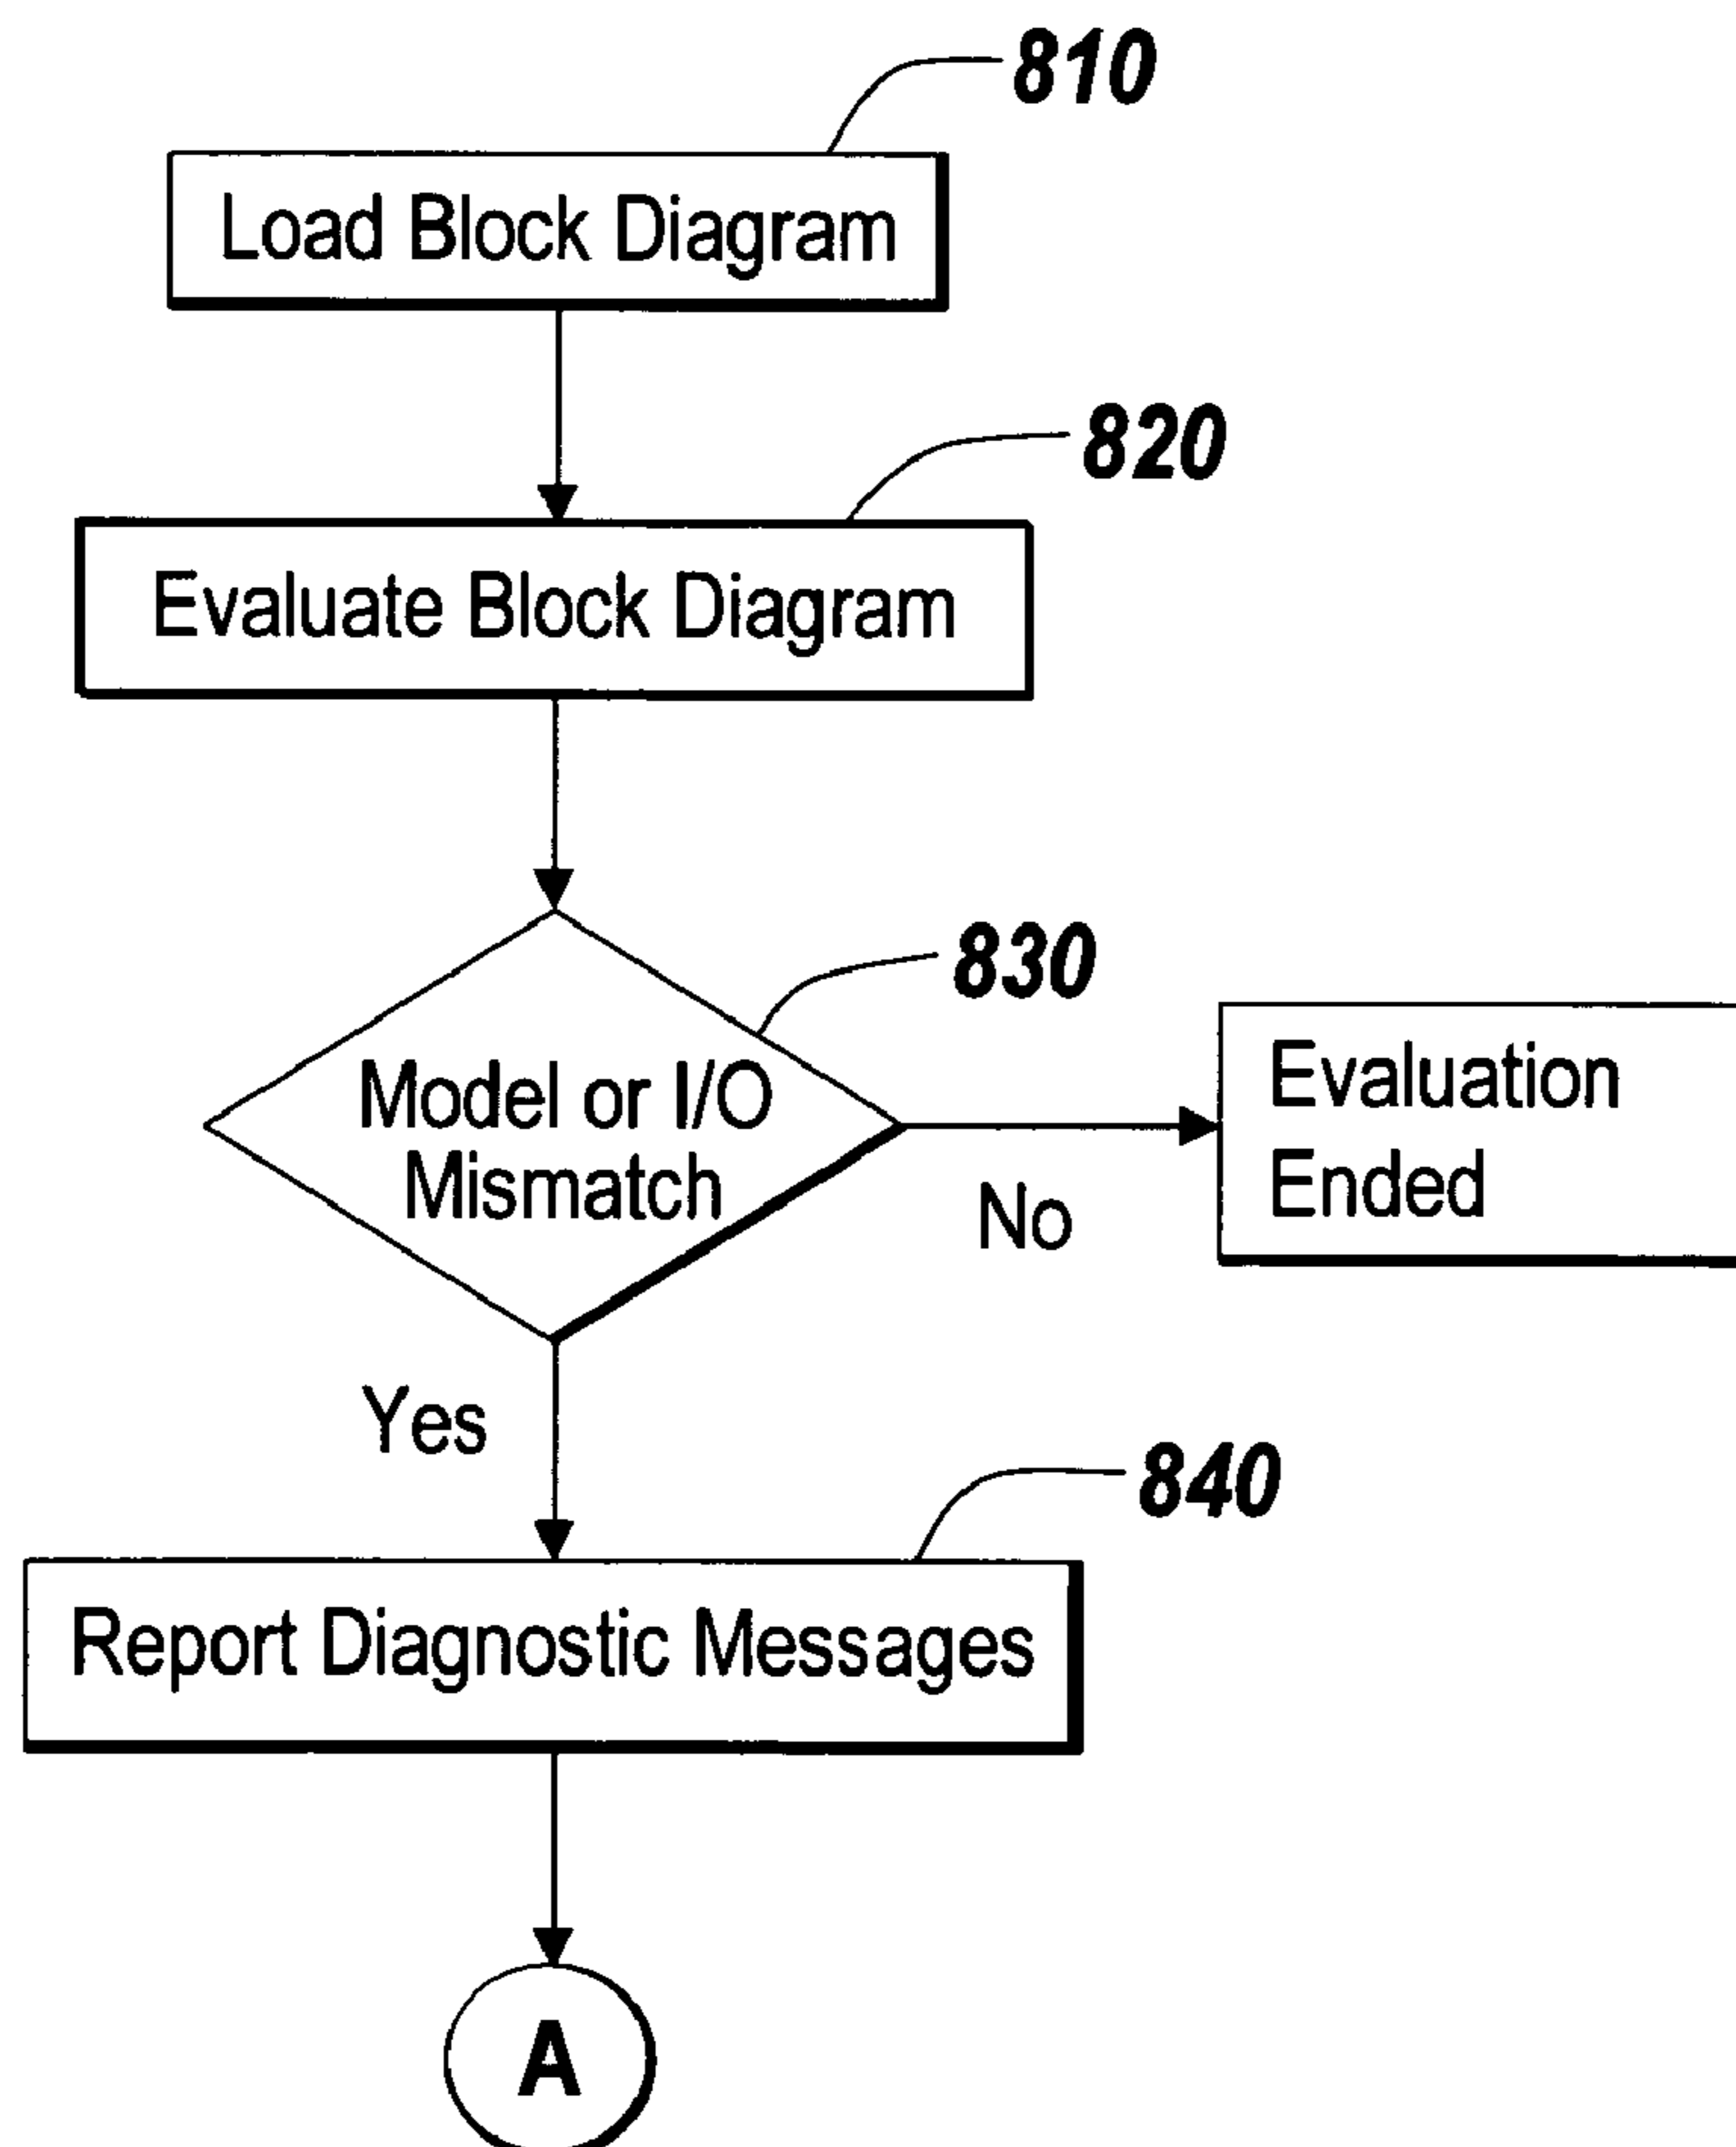 810
Load Block Diagram
820
Evaluate Block Diagram
830
Model or I/O
Mismatch
Evaluation
Ended
No
Yes
840
Report Diagnostic Messages
A